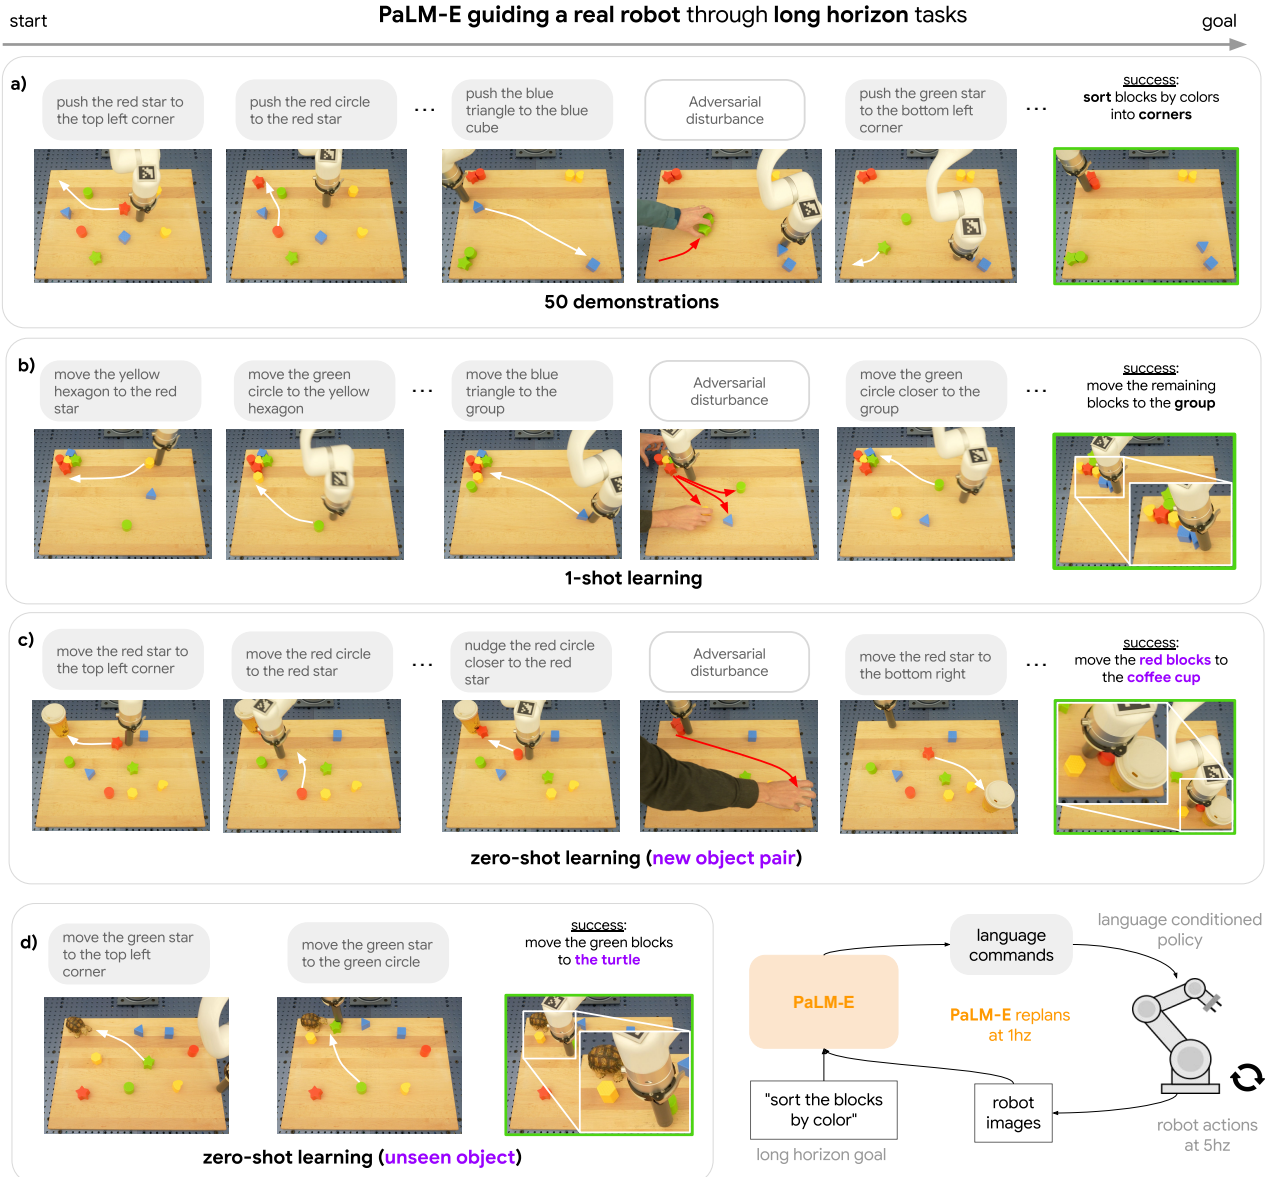 PaLM-E guiding a real robot through long horizon tasks
start
goal
a)
push the red star to
the top left corner
push the red circle
to the red star
...
push the blue
triangle to the blue
cube
Adversarial
disturbance
push the green star
to the bottom left
corner
...
success:
sort blocks by colors
into corners
50 demonstrations
b)
move the yellow
hexagon to the red
star
move the green
circle to the yellow
hexagon
...
move the blue
triangle to the
group
Adversarial
disturbance
move the green
circle closer to the
group
...
success:
move the remaining
blocks to the group
1-shot learning
c)
move the red star to
the top left corner
move the red circle
to the red star
...
nudge the red circle
closer to the red
star
Adversarial
disturbance
move the red star to
the bottom right
...
success:
move the red blocks to
the coffee cup
zero-shot learning (new object pair)
d)
move the green star
to the top left
corner
move the green star
to the green circle
success:
move the green blocks
to the turtle
zero-shot learning (unseen object)
language
commands
language conditioned
policy
PaLM-E
PaLM-E replans
at 1hz
"sort the blocks
by color"
long horizon goal
robot
images
robot actions
at 5hz